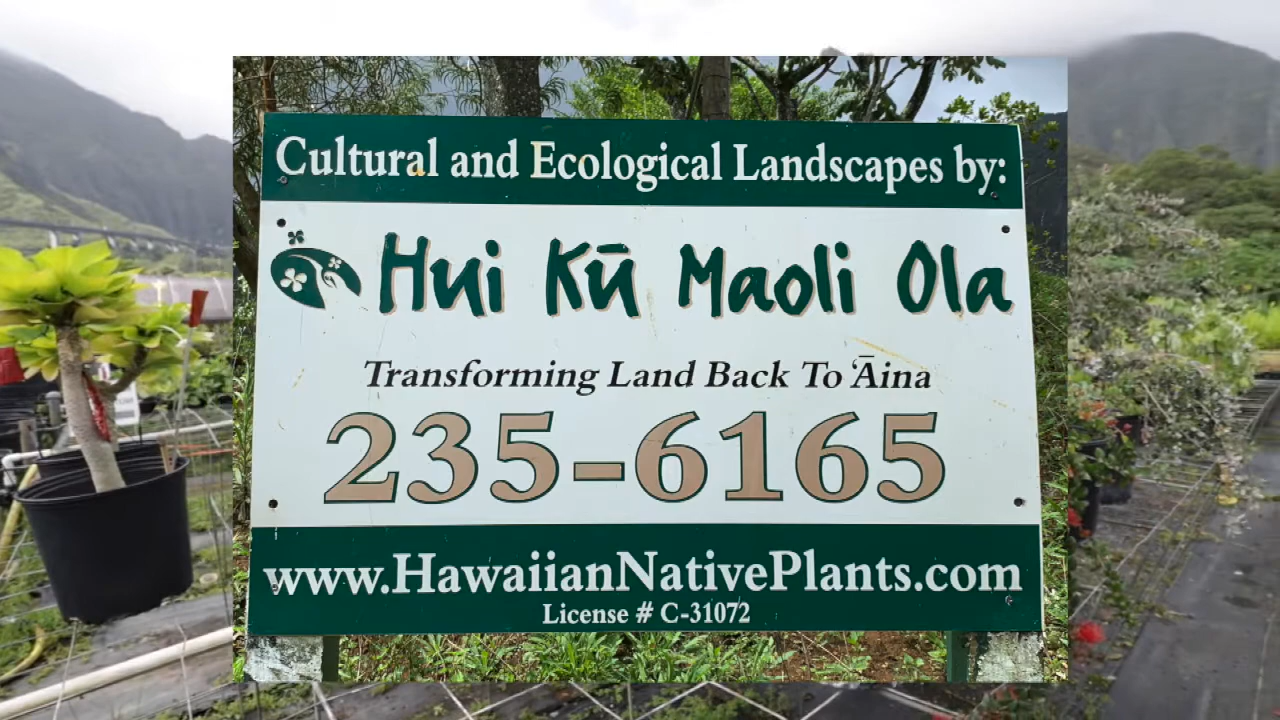 Cultural and Ecological Landscapes by:
Hui Kū Maoli Ola
Transforming Land Back To ʻĀina
235-6165
www.HawaiianNativePlants.com
License # C-31072